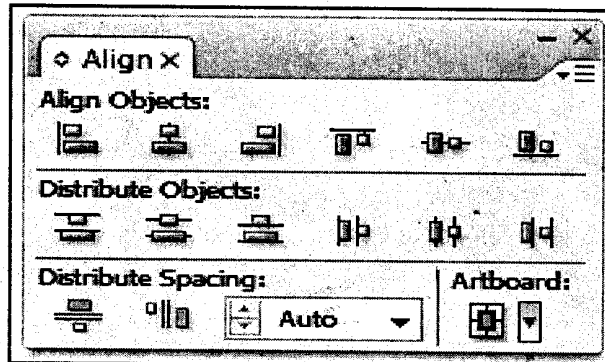 Align
Align Objects:
Distribute Objects:
Distribute Spacing: Artboard:
Auto